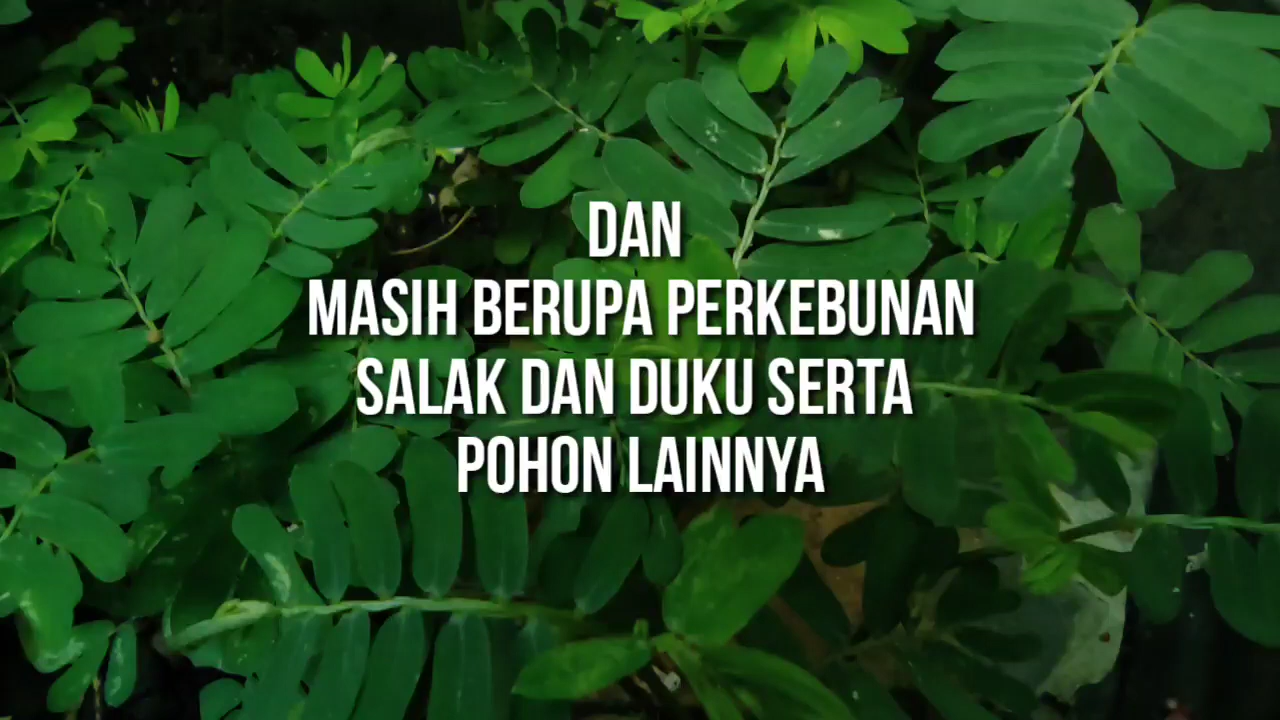 DAN
MASIH BERUPA PERKEBUNAN
SALAK DAN DUKU SERTA
POHON LAINNYA